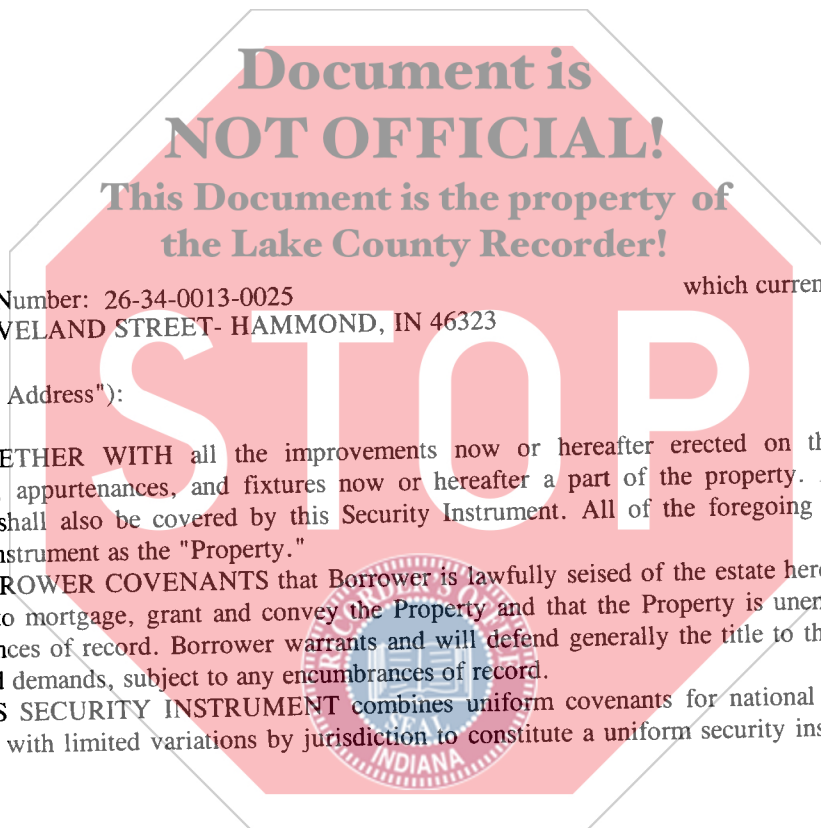 Document is
NOT OFFICIAL!
This Document is the property of
the Lake County Recorder!
Number: 26-34-0013-0025 which curren
VELAND STREET- HAMMOND, IN 46323
Address"):
STOP
ETHER WITH all the improvements now or hereafter erected on th
, appurtenances, and fixtures now or hereafter a part of the property.
shall also be covered by this Security Instrument. All of the foregoing
nstrument as the "Property."
ROWER COVENANTS that Borrower is lawfully seised of the estate here
o mortgage, grant and convey the Property and that the Property is unen
nces of record. Borrower warrants and will defend generally the title to th
d demands, subject to any encumbrances of record.
S SECURITY INSTRUMENT combines uniform covenants for national
with limited variations by jurisdiction to constitute a uniform security ins
RECORDER'S OFFICE
SEAL
INDIANA